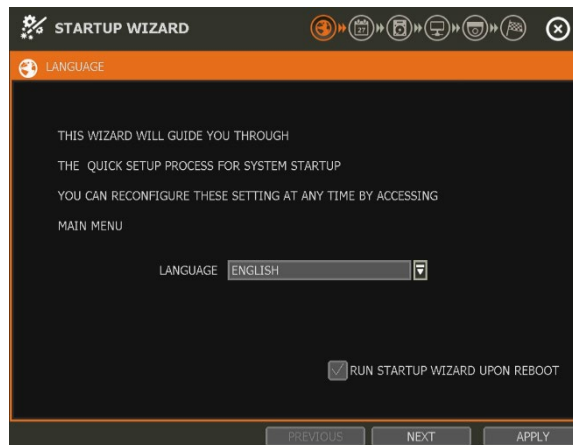 STARTUP WIZARD
27
LANGUAGE
THIS WIZARD WILL GUIDE YOU THROUGH
THE QUICK SETUP PROCESS FOR SYSTEM STARTUP
YOU CAN RECONFIGURE THESE SETTING AT ANY TIME BY ACCESSING
MAIN MENU
LANGUAGE ENGLISH
RUN STARTUP WIZARD UPON REBOOT
PREVIOUS NEXT APPLY